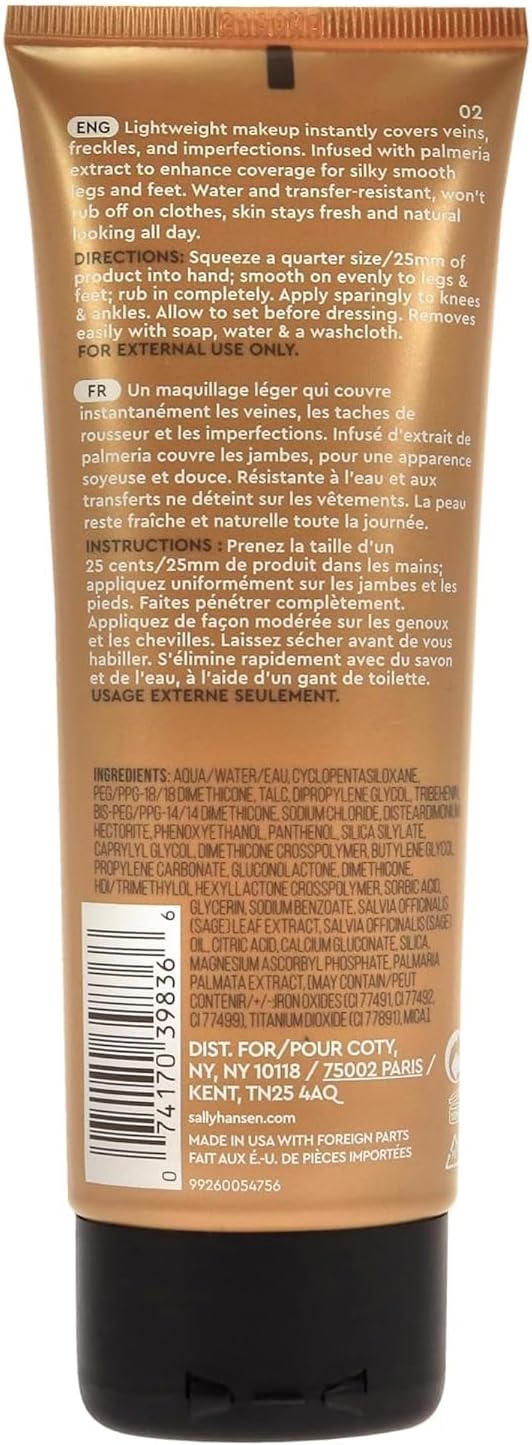 02
ENG Lightweight makeup instantly covers veins,
freckles, and imperfections. Infused with palmeria
extract to enhance coverage for silky smooth
legs and feet. Water and transfer-resistant, won't
rub off on clothes, skin stays fresh and natural
looking all day.
DIRECTIONS: Squeeze a quarter size/25mm of
product into hand; smooth on evenly to legs &
feet; rub in completely. Apply sparingly to knees
& ankles. Allow to set before dressing. Removes
easily with soap, water & a washcloth.
FOR EXTERNAL USE ONLY.
FR Un maquillage léger qui couvre
instantanément les veines, les taches de
rousseur et les imperfections. Infusé d'extrait de
palmeria couvre les jambes, pour une apparence
soyeuse et douce. Résistante à l'eau et aux
transferts ne déteint sur les vêtements. La peau
reste fraîche et naturelle toute la journée.
INSTRUCTIONS : Prenez la taille d'un
25 cents/25mm de produit dans les mains;
appliquez uniformément sur les jambes et les
pieds. Faites pénétrer complètement.
Appliquez de façon modérée sur les genoux
et les chevilles. Laissez sécher avant de vous
habiller. S'élimine rapidement avec du savon
et de l'eau, à l'aide d'un gant de toilette.
USAGE EXTERNE SEULEMENT.
INGREDIENTS: AQUA/WATER/EAU, CYCLOPENTASILOXANE,
PEG/PPG-18/18 DIMETHICONE, TALC, DIPROPYLENE GLYCOL, TRIBEHENIN,
BIS-PEG/PPG-14/14 DIMETHICONE, SODIUM CHLORIDE, DISTEARDIMONIUM
HECTORITE, PHENOXYETHANOL, PANTHENOL, SILICA SILYLATE,
CAPRYLYL GLYCOL, DIMETHICONE CROSSPOLYMER, BUTYLENE GLYCOL,
PROPYLENE CARBONATE, GLUCONOLACTONE, DIMETHICONE,
HDI/TRIMETHYLOL HEXYLLACTONE CROSSPOLYMER, SORBIC ACID,
GLYCERIN, SODIUM BENZOATE, SALVIA OFFICINALIS
(SAGE) LEAF EXTRACT, SALVIA OFFICINALIS (SAGE)
OIL, CITRIC ACID, CALCIUM GLUCONATE, SILICA,
MAGNESIUM ASCORBYL PHOSPHATE, PALMARIA
PALMATA EXTRACT, [MAY CONTAIN/PEUT
CONTENIR/+/-:IRON OXIDES (CI 77491, CI 77492,
CI 77499), TITANIUM DIOXIDE (CI 77891), MICA]
0 74170 39836 6
DIST. FOR/POUR COTY,
NY, NY 10118 / 75002 PARIS /
KENT, TN25 4AQ
sallyhansen.com
MADE IN USA WITH FOREIGN PARTS
FAIT AUX É.-U. DE PIÈCES IMPORTÉES
99260054756